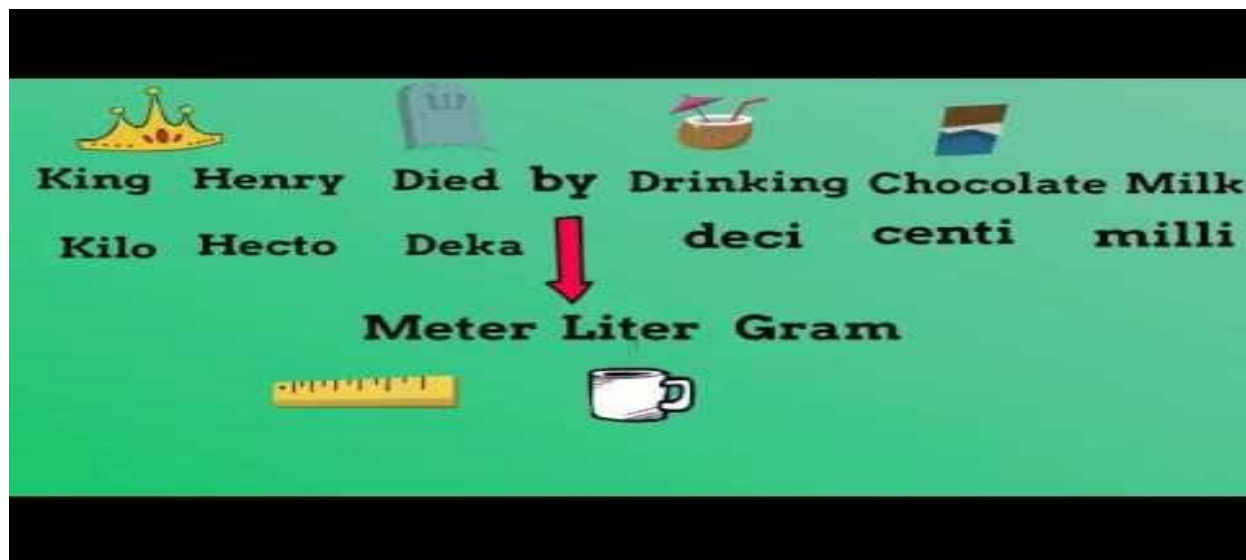 King Henry Died by Drinking Chocolate Milk
Kilo Hecto Deka deci centi milli
Meter Liter Gram